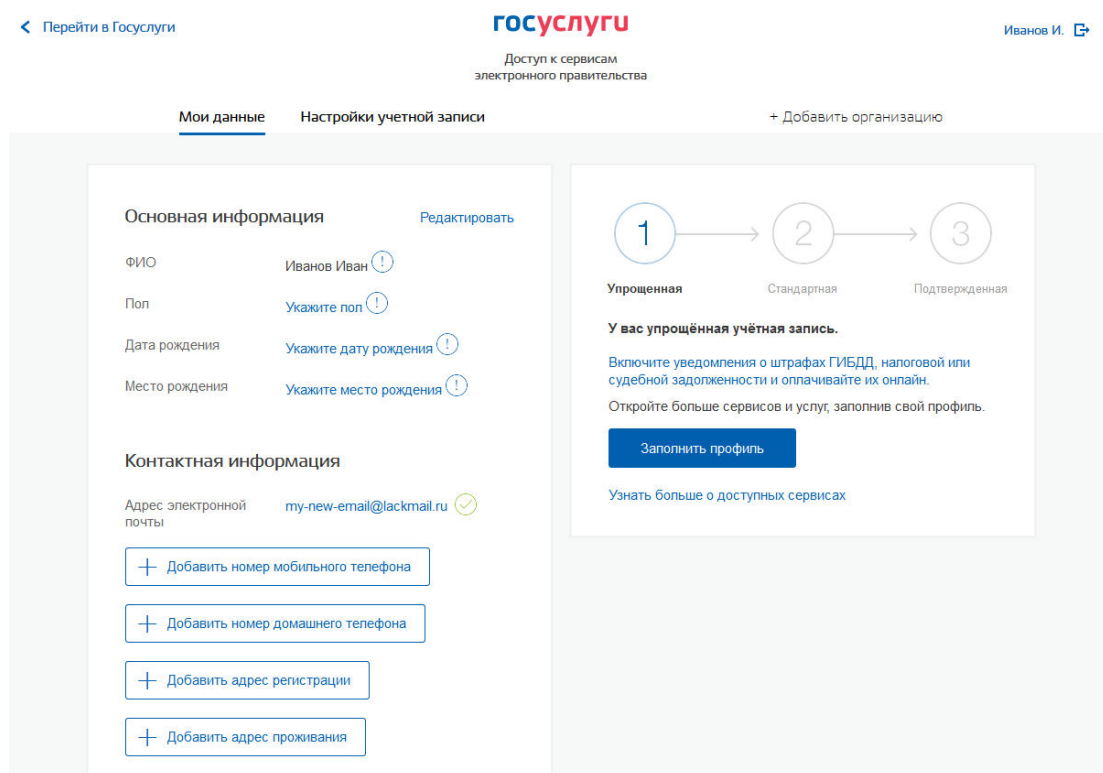 Перейти в Госуслуги
госуслуги
Иванов И.
Доступ к сервисам
электронного правительства
Мои данные
Настройки учетной записи
+ Добавить организацию
Основная информация
Редактировать
ФИО
Иванов Иван
Пол
Укажите пол
Дата рождения
Укажите дату рождения
Место рождения
Укажите место рождения
Контактная информация
Адрес электронной
почты
my-new-email@lackmail.ru
Добавить номер мобильного телефона
Добавить номер домашнего телефона
Добавить адрес регистрации
Добавить адрес проживания
1
2
3
Упрощенная
Стандартная
Подтвержденная
У вас упрощённая учётная запись.
Включите уведомления о штрафах ГИБДД, налоговой или
судебной задолженности и оплачивайте их онлайн.
Откройте больше сервисов и услуг, заполнив свой профиль.
Заполнить профиль
Узнать больше о доступных сервисах